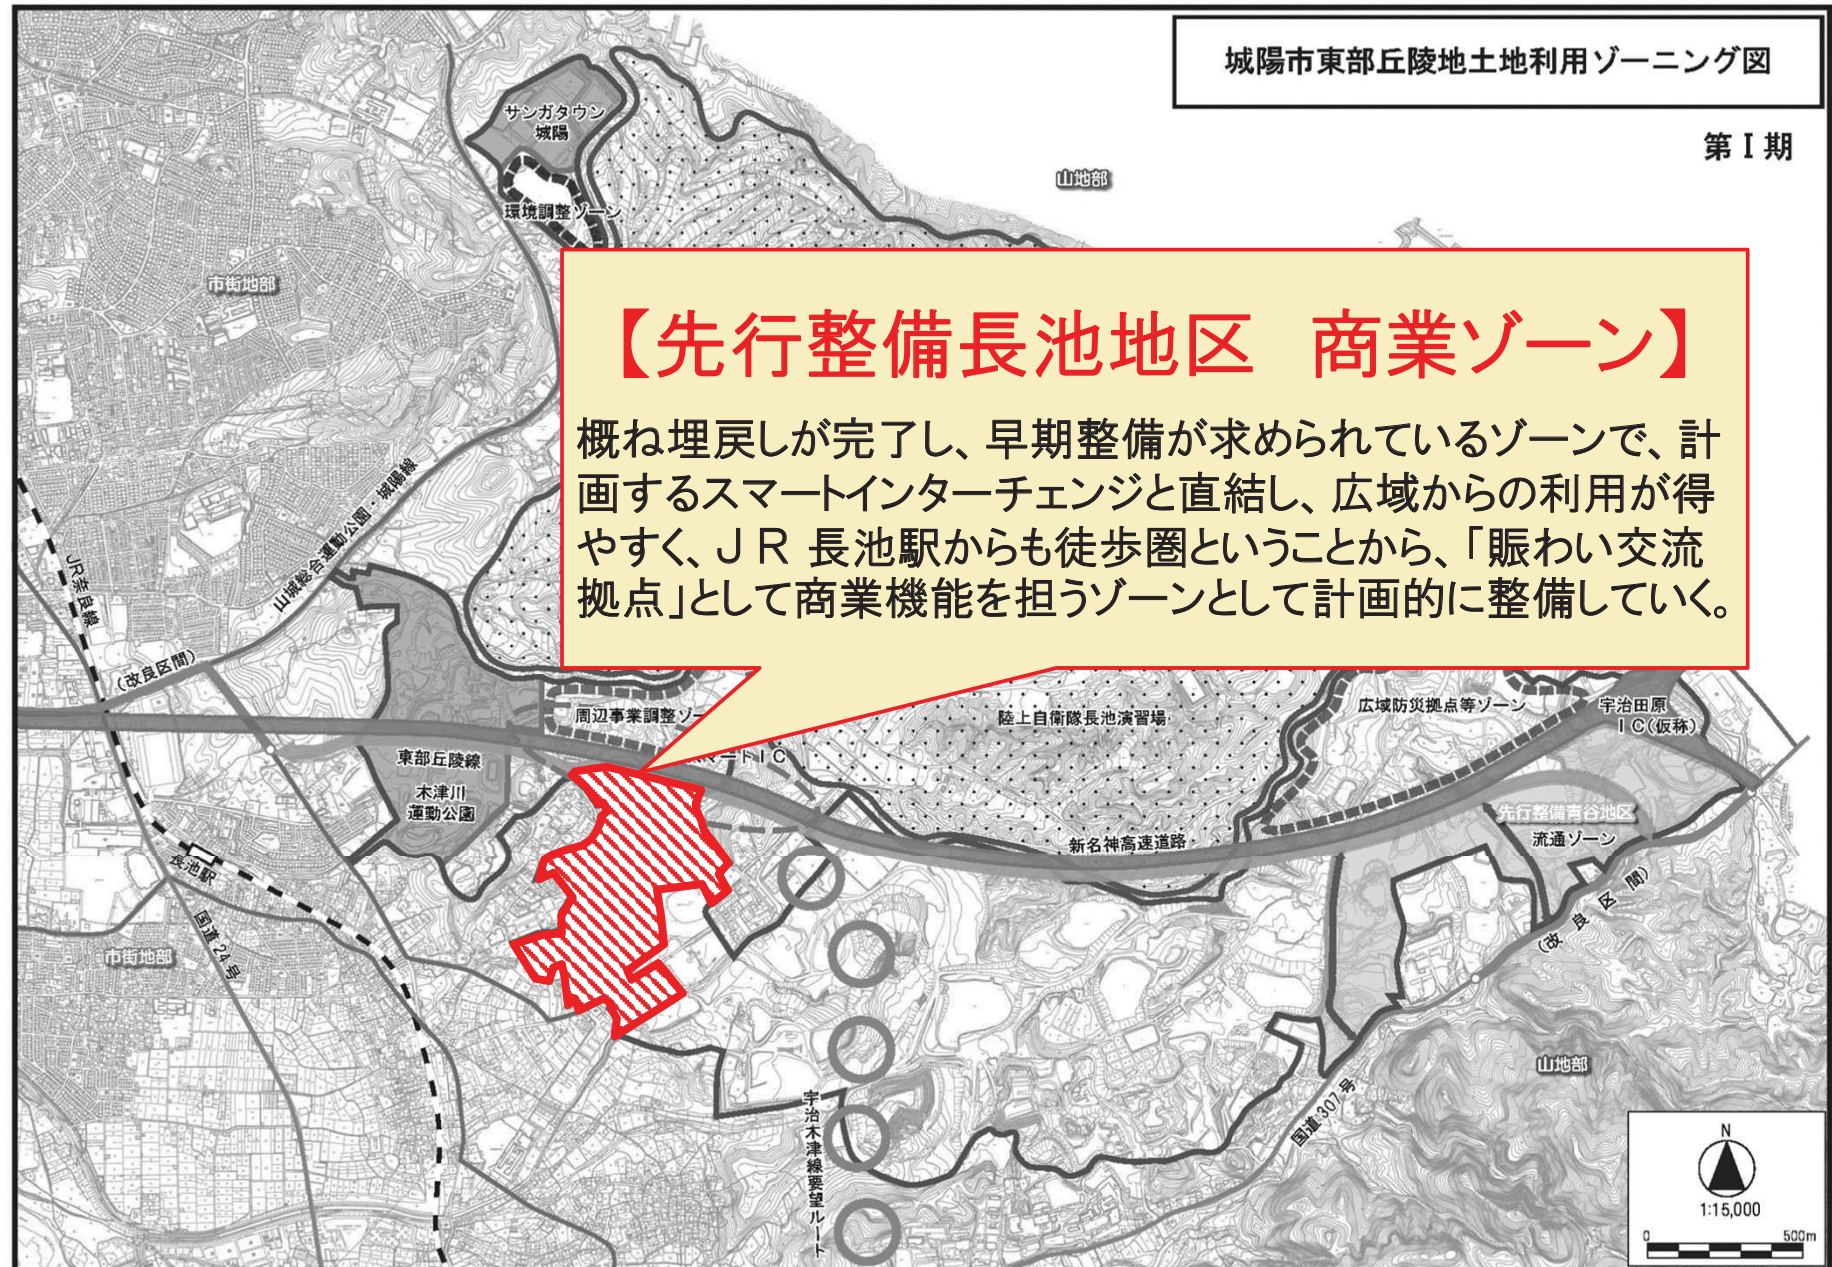 城陽市東部丘陵地土地利用ゾーニング図
第Ⅰ期
サンガタウン
城陽
山地部
環境調整ゾーン
市街地部
【先行整備長池地区　商業ゾーン】
概ね埋戻しが完了し、早期整備が求められているゾーンで、計
画するスマートインターチェンジと直結し、広域からの利用が得
やすく、ＪＲ 長池駅からも徒歩圏ということから、「賑わい交流
拠点」として商業機能を担うゾーンとして計画的に整備していく。
山城総合運動公園・城陽線
JR奈良線
(改良区間)
周辺事業調整ゾー
陸上自衛隊長池演習場
広域防災拠点等ゾーン
宇治田原
ＩＣ(仮称)
東部丘陵線
マートＩＣ
木津川
運動公園
先行整備青谷地区
流通ゾーン
新名神高速道路
長池駅
国道24号
(改良区間)
市街地部
山地部
宇治木津線要望ルート
国道307号
N
1:15,000
0 500m